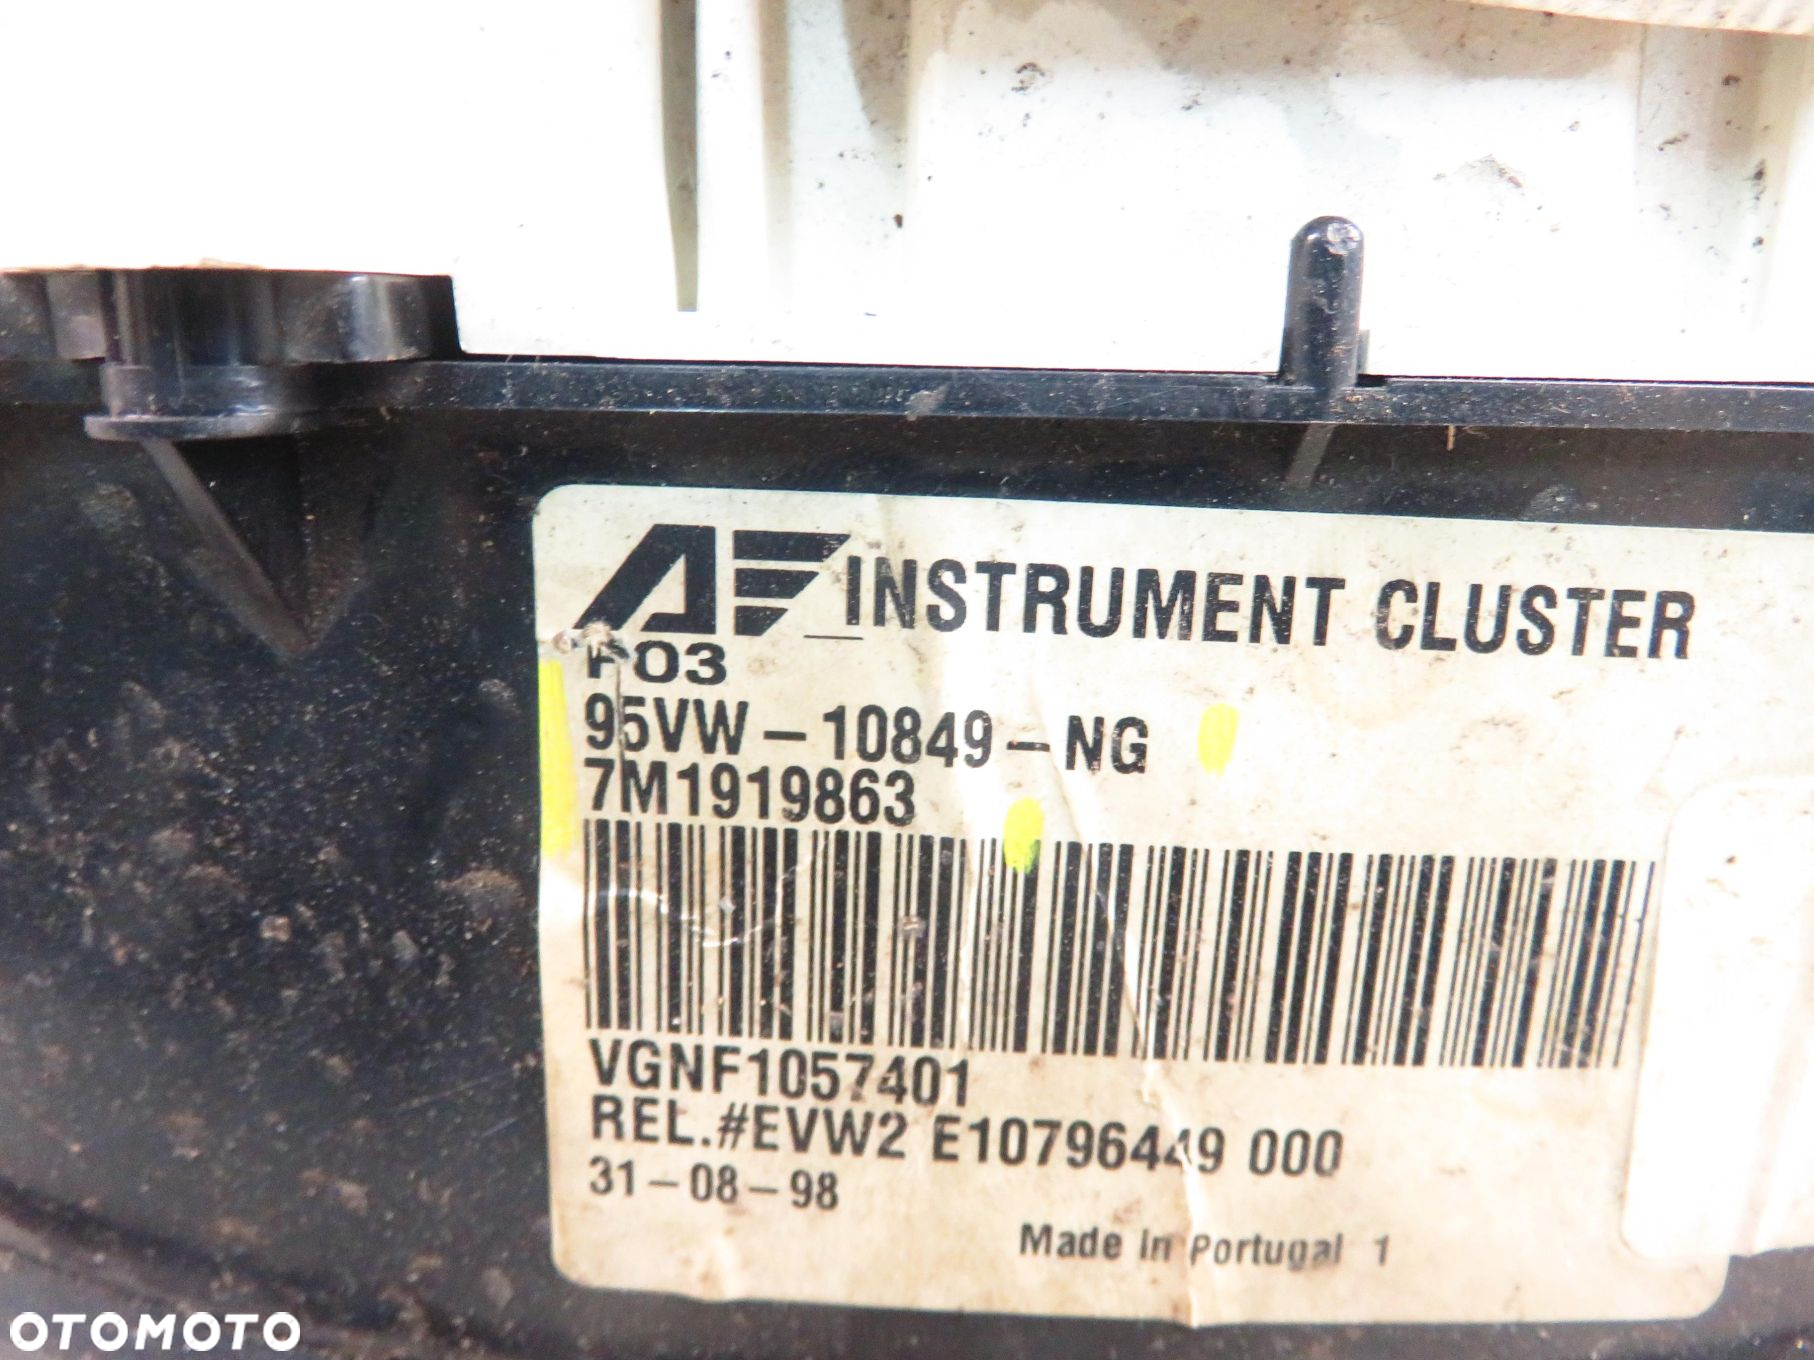 AF INSTRUMENT CLUSTER
F03
95VW-10849-NG
7M1919863
VGNF1057401
REL.#EVW2 E10796449 000
31-08-98
Made in Portugal 1
OTOMOTO